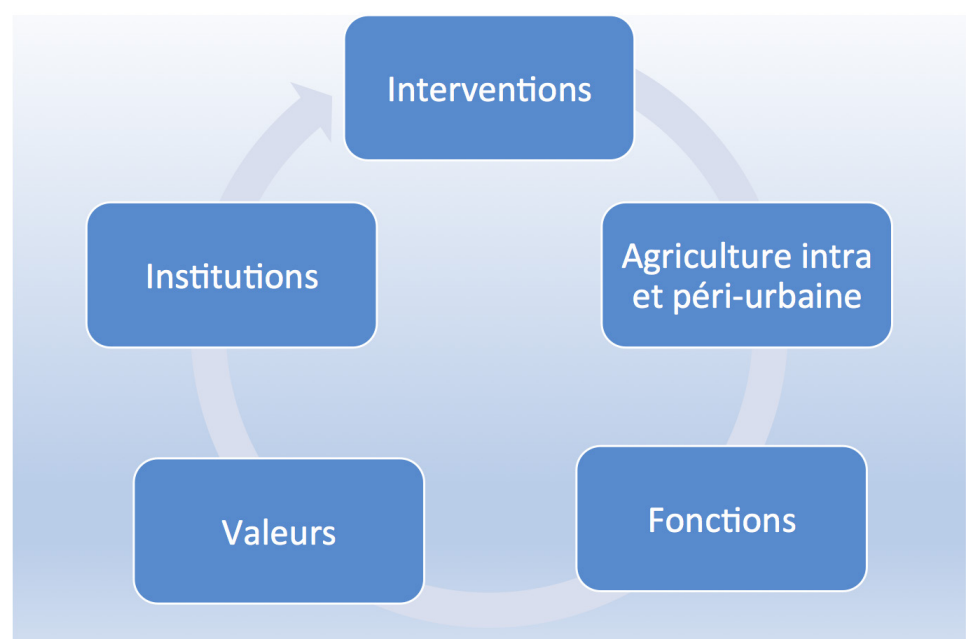 Interventions
Agriculture intra
et péri-urbaine
Fonctions
Valeurs
Institutions